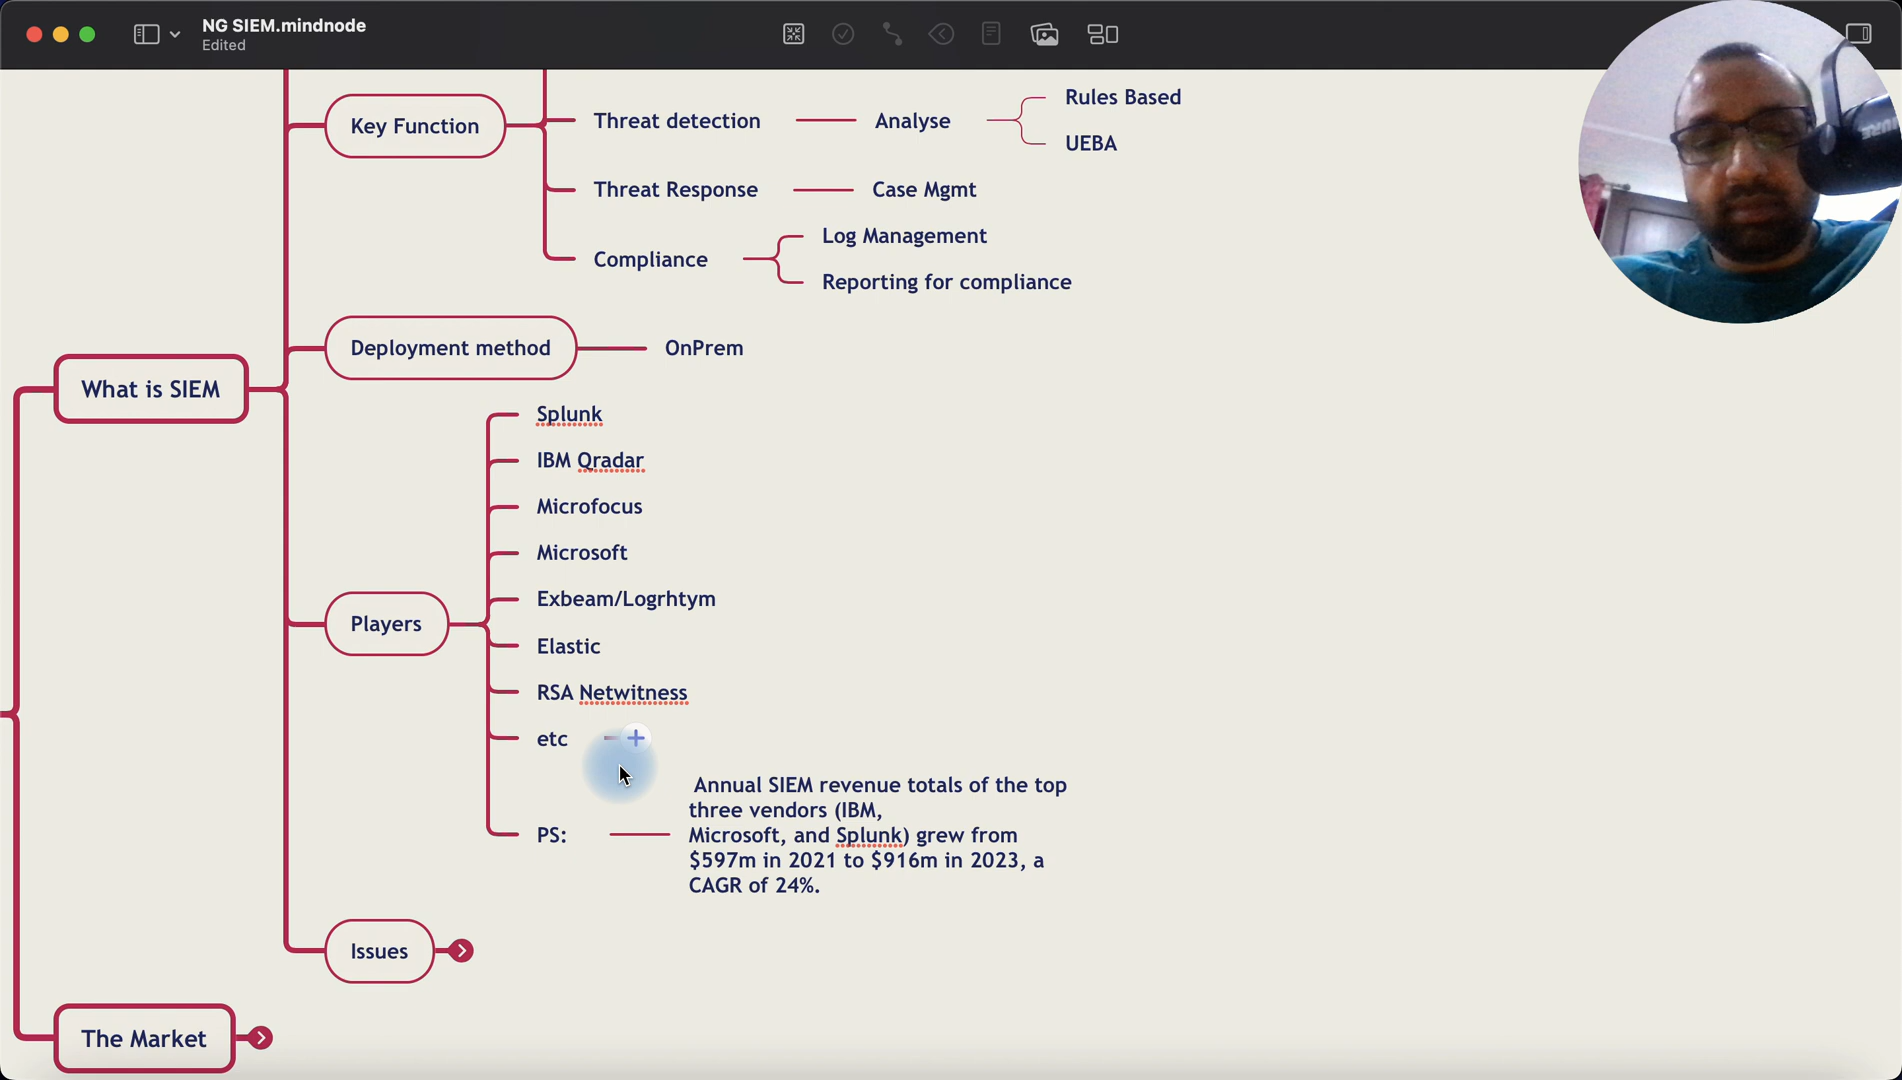 NG SIEM.mindnode
Edited
Key Function
Threat detection
Analyse
Rules Based
UEBA
Threat Response
Case Mgmt
Compliance
Log Management
Reporting for compliance
Deployment method
OnPrem
What is SIEM
Splunk
IBM Qradar
Microfocus
Microsoft
Exbeam/Logrhtym
Players
Elastic
RSA Netwitness
etc
PS:
Annual SIEM revenue totals of the top
three vendors (IBM,
Microsoft, and Splunk) grew from
$597m in 2021 to $916m in 2023, a
CAGR of 24%.
Issues
The Market